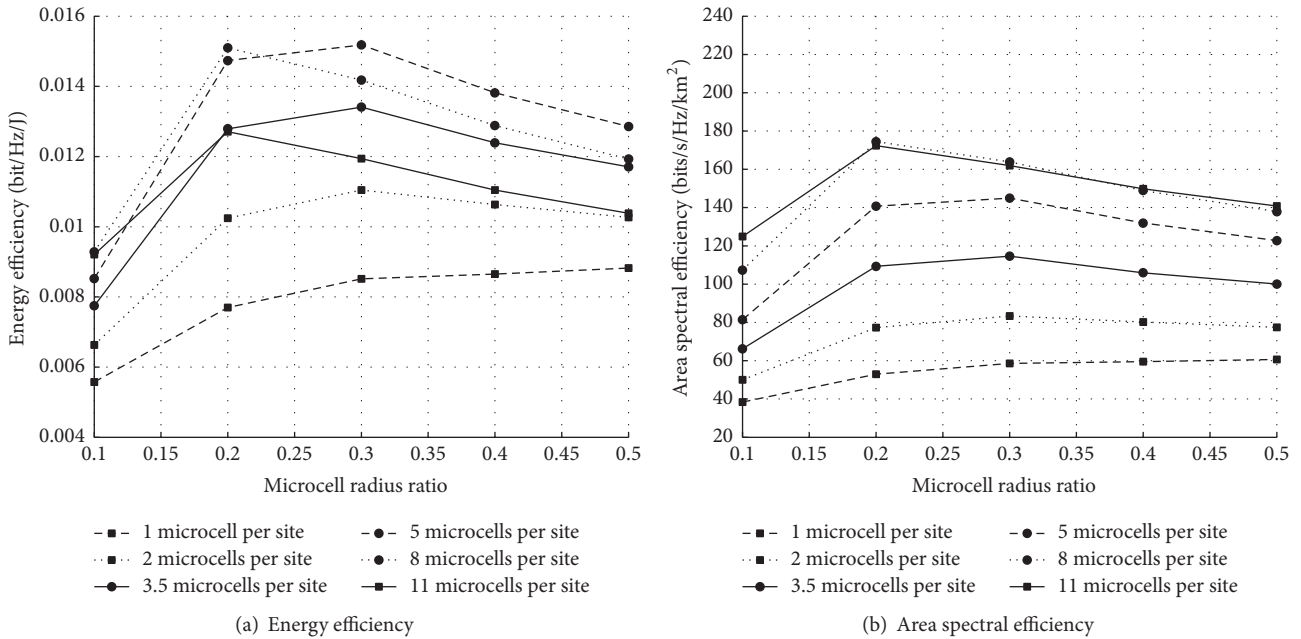 0.016
0.014
0.012
0.01
0.008
0.006
0.004
Energy efficiency (bit/Hz/J)
0.1 0.15 0.2 0.25 0.3 0.35 0.4 0.45 0.5
Microcell radius ratio
1 microcell per site
2 microcells per site
3.5 microcells per site
5 microcells per site
8 microcells per site
11 microcells per site
(a) Energy efficiency
240
220
200
180
160
140
120
100
80
60
40
20
Area spectral efficiency (bits/s/Hz/km²)
0.1 0.15 0.2 0.25 0.3 0.35 0.4 0.45 0.5
Microcell radius ratio
1 microcell per site
2 microcells per site
3.5 microcells per site
5 microcells per site
8 microcells per site
11 microcells per site
(b) Area spectral efficiency